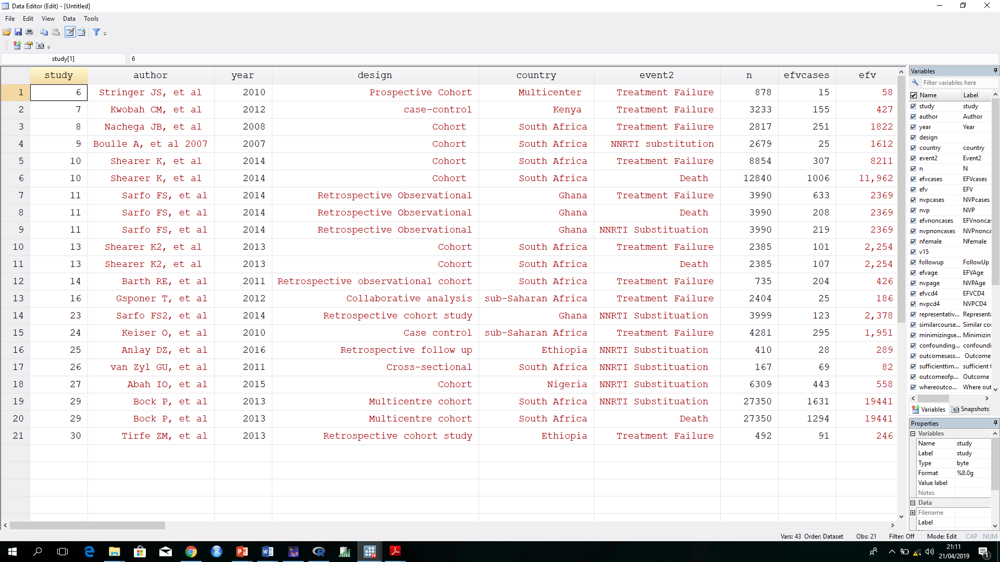 Data Editor (Edit) - [Untitled]
File Edit View Data Tools
study[1] 6
study author year design country event2 n efvcases efv
1 6 Stringer JS, et al 2010 Prospective Cohort Multicenter Treatment Failure 878 15 58
2 7 Kwobah CM, et al 2012 case-control Kenya Treatment Failure 3233 155 427
3 8 Nachega JB, et al 2008 Cohort South Africa Treatment Failure 2817 251 1822
4 9 Boulle A, et al 2007 2007 Cohort South Africa NNRTI substitution 2679 25 1612
5 10 Shearer K, et al 2014 Cohort South Africa Treatment Failure 8854 307 8211
6 10 Shearer K, et al 2014 Cohort South Africa Death 12840 1006 11,962
7 11 Sarfo FS, et al 2014 Retrospective Observational Ghana Treatment Failure 3990 633 2369
8 11 Sarfo FS, et al 2014 Retrospective Observational Ghana Death 3990 208 2369
9 11 Sarfo FS, et al 2014 Retrospective Observational Ghana NNRTI Substituation 3990 219 2369
10 13 Shearer K2, et al 2013 Cohort South Africa Treatment Failure 2385 101 2,254
11 13 Shearer K2, et al 2013 Cohort South Africa Death 2385 107 2,254
12 14 Barth RE, et al 2011 Retrospective observational cohort South Africa Treatment Failure 735 204 426
13 16 Gsponer T, et al 2012 Collaborative analysis sub-Saharan Africa Treatment Failure 2404 25 186
14 23 Sarfo FS2, et al 2014 Retrospective cohort study Ghana NNRTI Substituation 3999 123 2,378
15 24 Keiser O, et al 2010 Case control sub-Saharan Africa Treatment Failure 4281 295 1,951
16 25 Anlay DZ, et al 2016 Retrospective follow up Ethiopia NNRTI Substituation 410 28 289
17 26 van Zyl GU, et al 2011 Cross-sectional South Africa NNRTI Substituation 167 69 82
18 27 Abah IO, et al 2015 Cohort Nigeria NNRTI Substituation 6309 443 558
19 29 Bock P, et al 2013 Multicentre cohort South Africa NNRTI Substituation 27350 1631 19441
20 29 Bock P, et al 2013 Multicentre cohort South Africa Death 27350 1294 19441
21 30 Tirfe ZM, et al 2013 Retrospective cohort study Ethiopia Treatment Failure 492 91 246
Variables
Filter variables here
Name Label
study study
author Author
year Year
design
country country
event2 Event2
n N
efvcases EFVcases
efv EFV
nvpcases NVPcases
nvp NVP
efvnoncases EFVnoncas
nvpnoncases NVPnonca
nfemale Nfemale
v15
followup FollowUp
efvage EFVAge
nvpage NVPAge
efvcd4 EFVCD4
nvpcd4 NVPCD4
representativ... Representa
similarcourse... Similar cou
minimizingse... Minimizin
confounding... confoundi
outcomesass... Outcome
sufficienttim... sufficient t
outcomeofp... Outcome
whereoutco... Where out
Variables Snapshots
Properties
Variables
Name study
Label study
Type byte
Format %8.0g
Value label
Notes
Data
Filename
Label
Vars: 43 Order: Dataset Obs: 21 Filter: Off Mode: Edit CAP NUM
21:11
21/04/2019